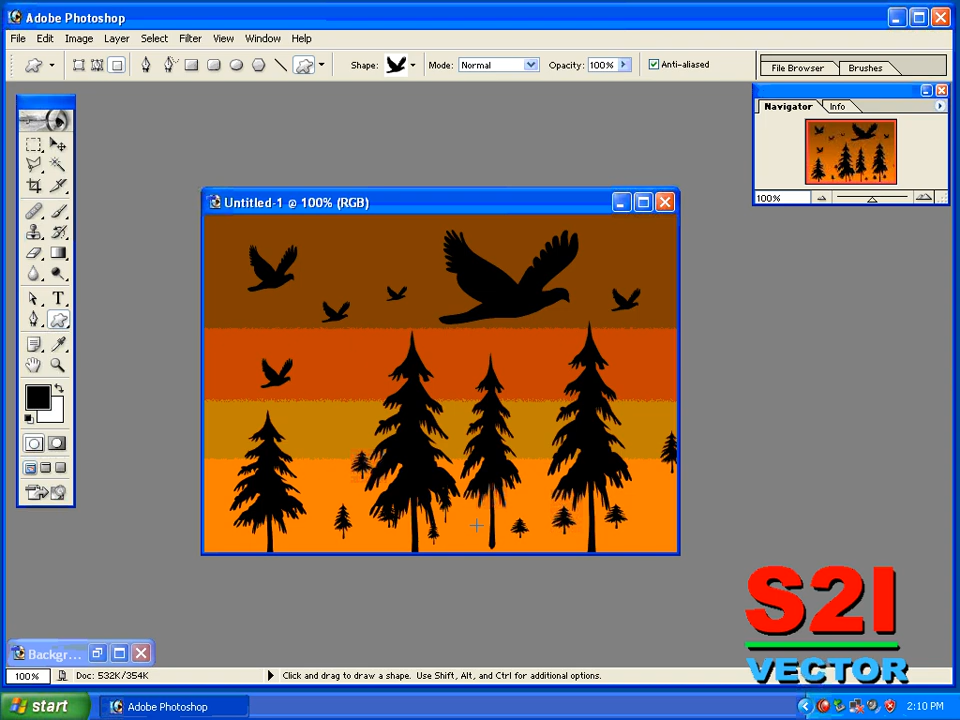 Adobe Photoshop
File Edit Image Layer Select Filter View Window Help
Shape: Mode: Normal Opacity: 100% Anti-aliased File Browser Brushes
Navigator Info
100%
Untitled-1 @ 100% (RGB)
T
S2I
VECTOR
Backgr...
100% Doc: 532K/354K Click and drag to draw a shape. Use Shift, Alt, and Ctrl for additional options.
start Adobe Photoshop 2:10 PM